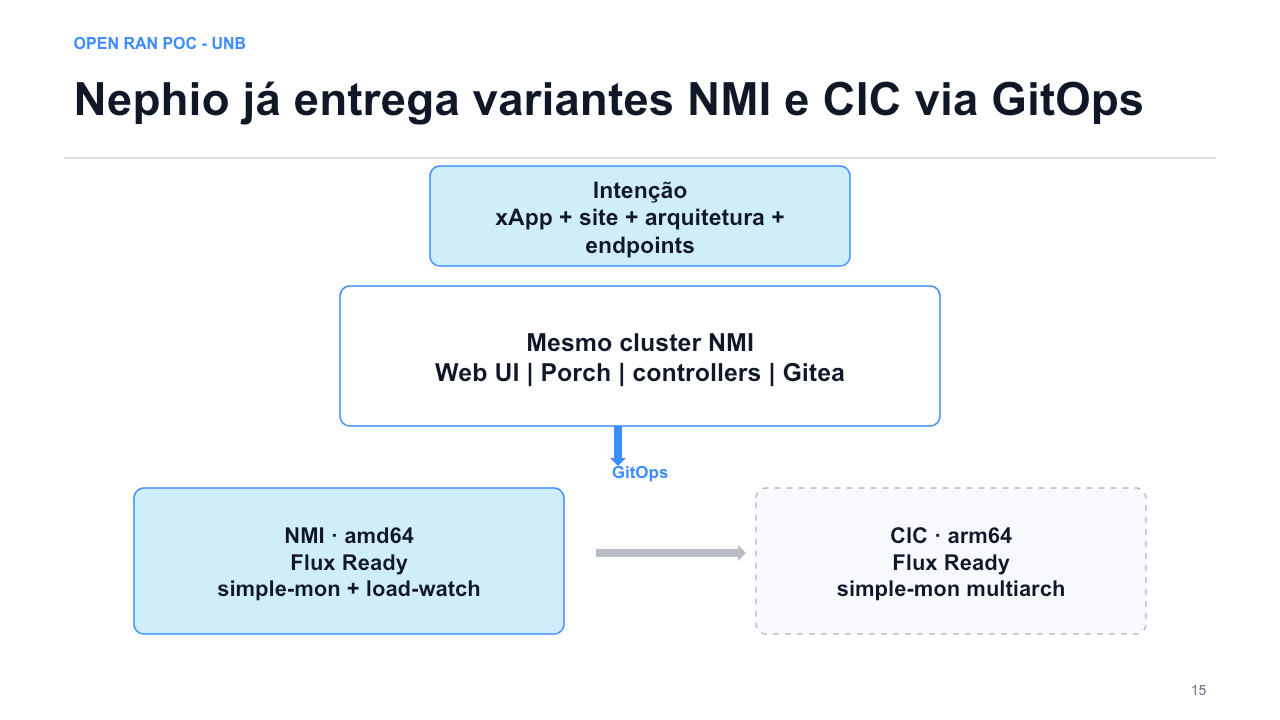 OPEN RAN POC - UNB
Nephio já entrega variantes NMI e CIC via GitOps
Intenção
xApp + site + arquitetura +
endpoints
Mesmo cluster NMI
Web UI | Porch | controllers | Gitea
GitOps
NMI · amd64
Flux Ready
simple-mon + load-watch
CIC · arm64
Flux Ready
simple-mon multiarch
15